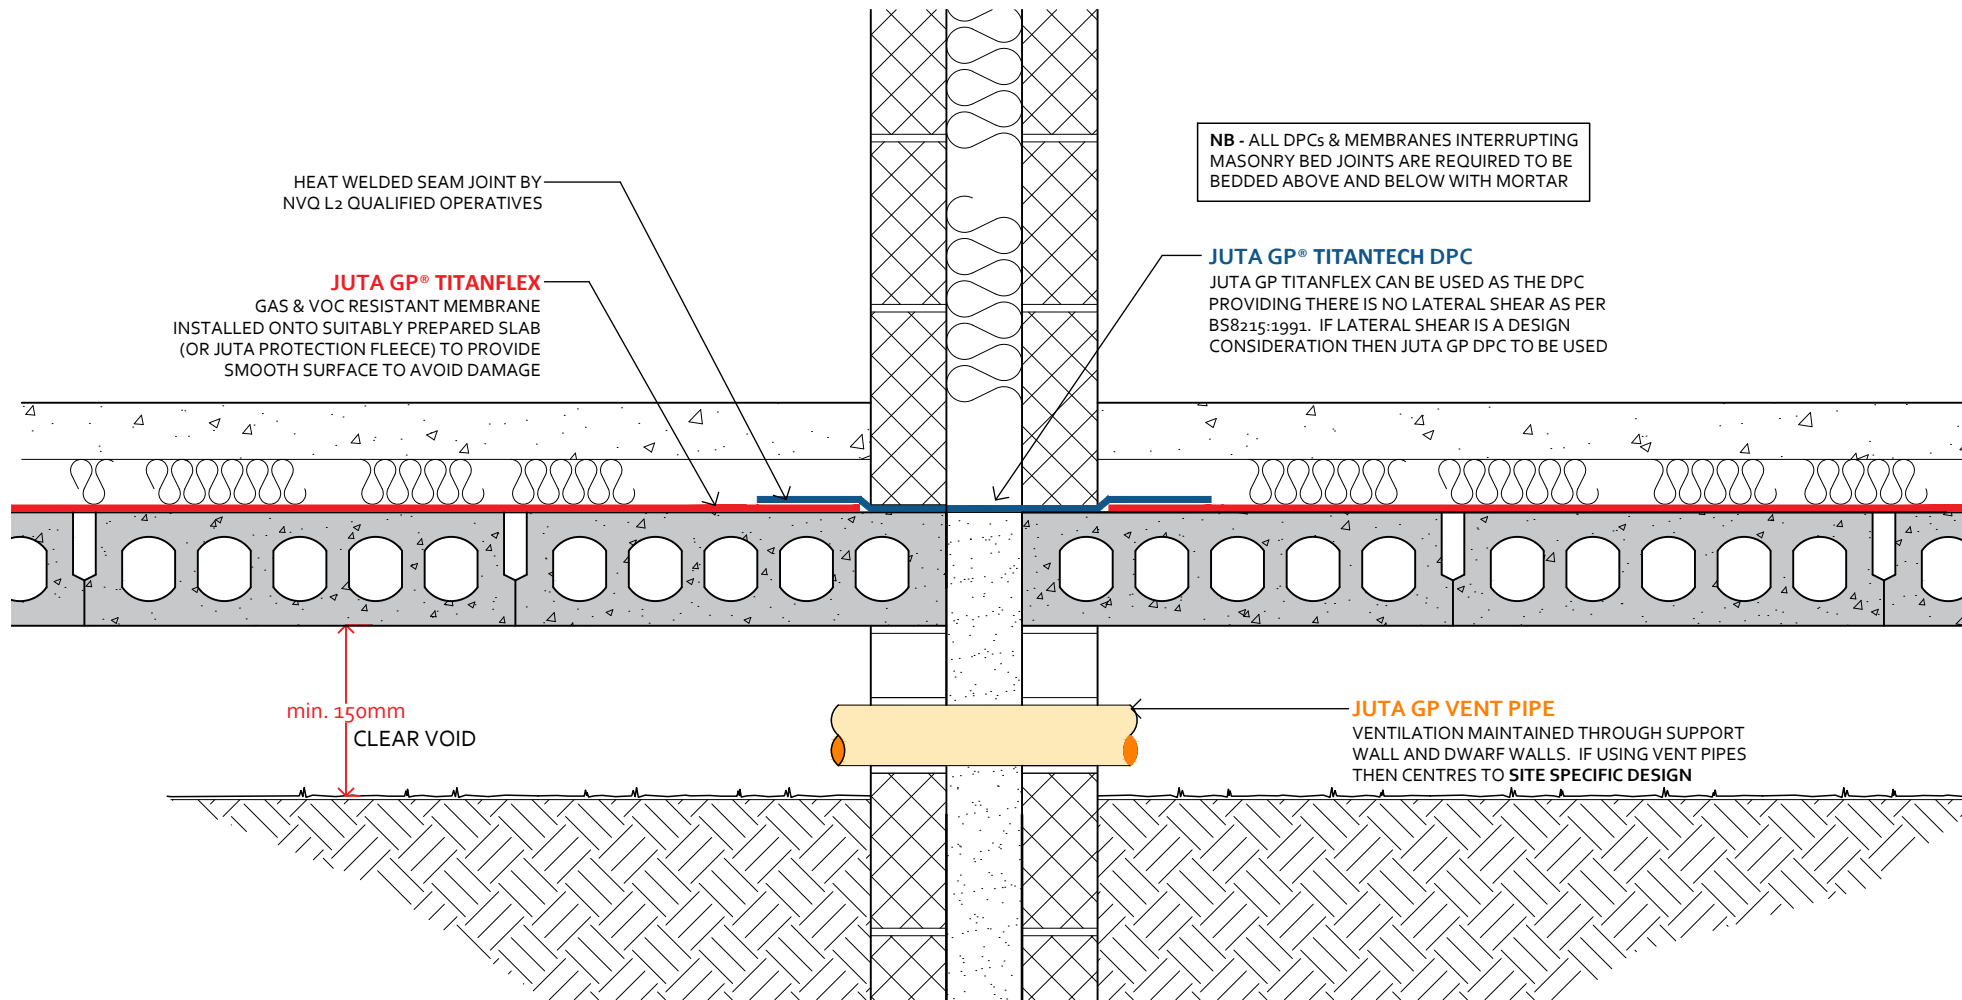 HEAT WELDED SEAM JOINT BY
NVQ L2 QUALIFIED OPERATIVES
JUTA GP® TITANFLEX
GAS & VOC RESISTANT MEMBRANE
INSTALLED ONTO SUITABLY PREPARED SLAB
(OR JUTA PROTECTION FLEECE) TO PROVIDE
SMOOTH SURFACE TO AVOID DAMAGE
NB - ALL DPCs & MEMBRANES INTERRUPTING
MASONRY BED JOINTS ARE REQUIRED TO BE
BEDDED ABOVE AND BELOW WITH MORTAR
JUTA GP® TITANTECH DPC
JUTA GP TITANFLEX CAN BE USED AS THE DPC
PROVIDING THERE IS NO LATERAL SHEAR AS PER
BS8215:1991. IF LATERAL SHEAR IS A DESIGN
CONSIDERATION THEN JUTA GP DPC TO BE USED
min. 150mm
CLEAR VOID
JUTA GP VENT PIPE
VENTILATION MAINTAINED THROUGH SUPPORT
WALL AND DWARF WALLS. IF USING VENT PIPES
THEN CENTRES TO SITE SPECIFIC DESIGN